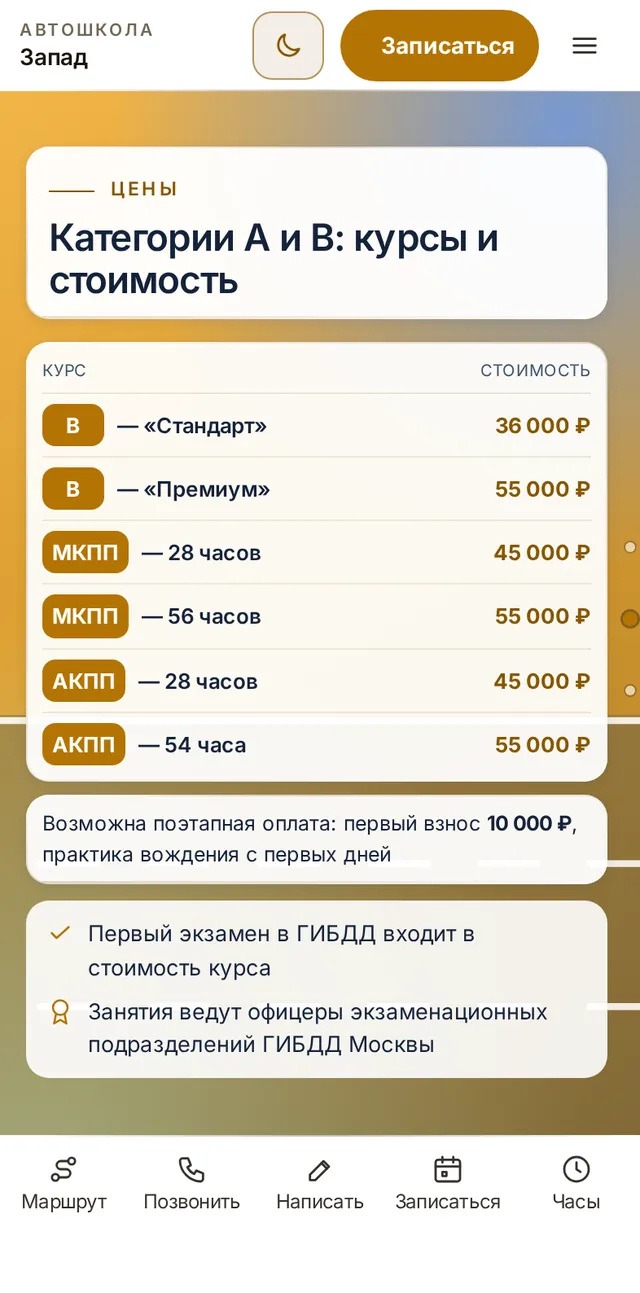 АВТОШКОЛА
Запад
Записаться
ЦЕНЫ
Категории А и В: курсы и
стоимость
КУРС СТОИМОСТЬ
В — «Стандарт» 36 000 ₽
В — «Премиум» 55 000 ₽
МКПП — 28 часов 45 000 ₽
МКПП — 56 часов 55 000 ₽
АКПП — 28 часов 45 000 ₽
АКПП — 54 часа 55 000 ₽
Возможна поэтапная оплата: первый взнос 10 000 ₽,
практика вождения с первых дней
Первый экзамен в ГИБДД входит в
стоимость курса
Занятия ведут офицеры экзаменационных
подразделений ГИБДД Москвы
Маршрут Позвонить Написать Записаться Часы